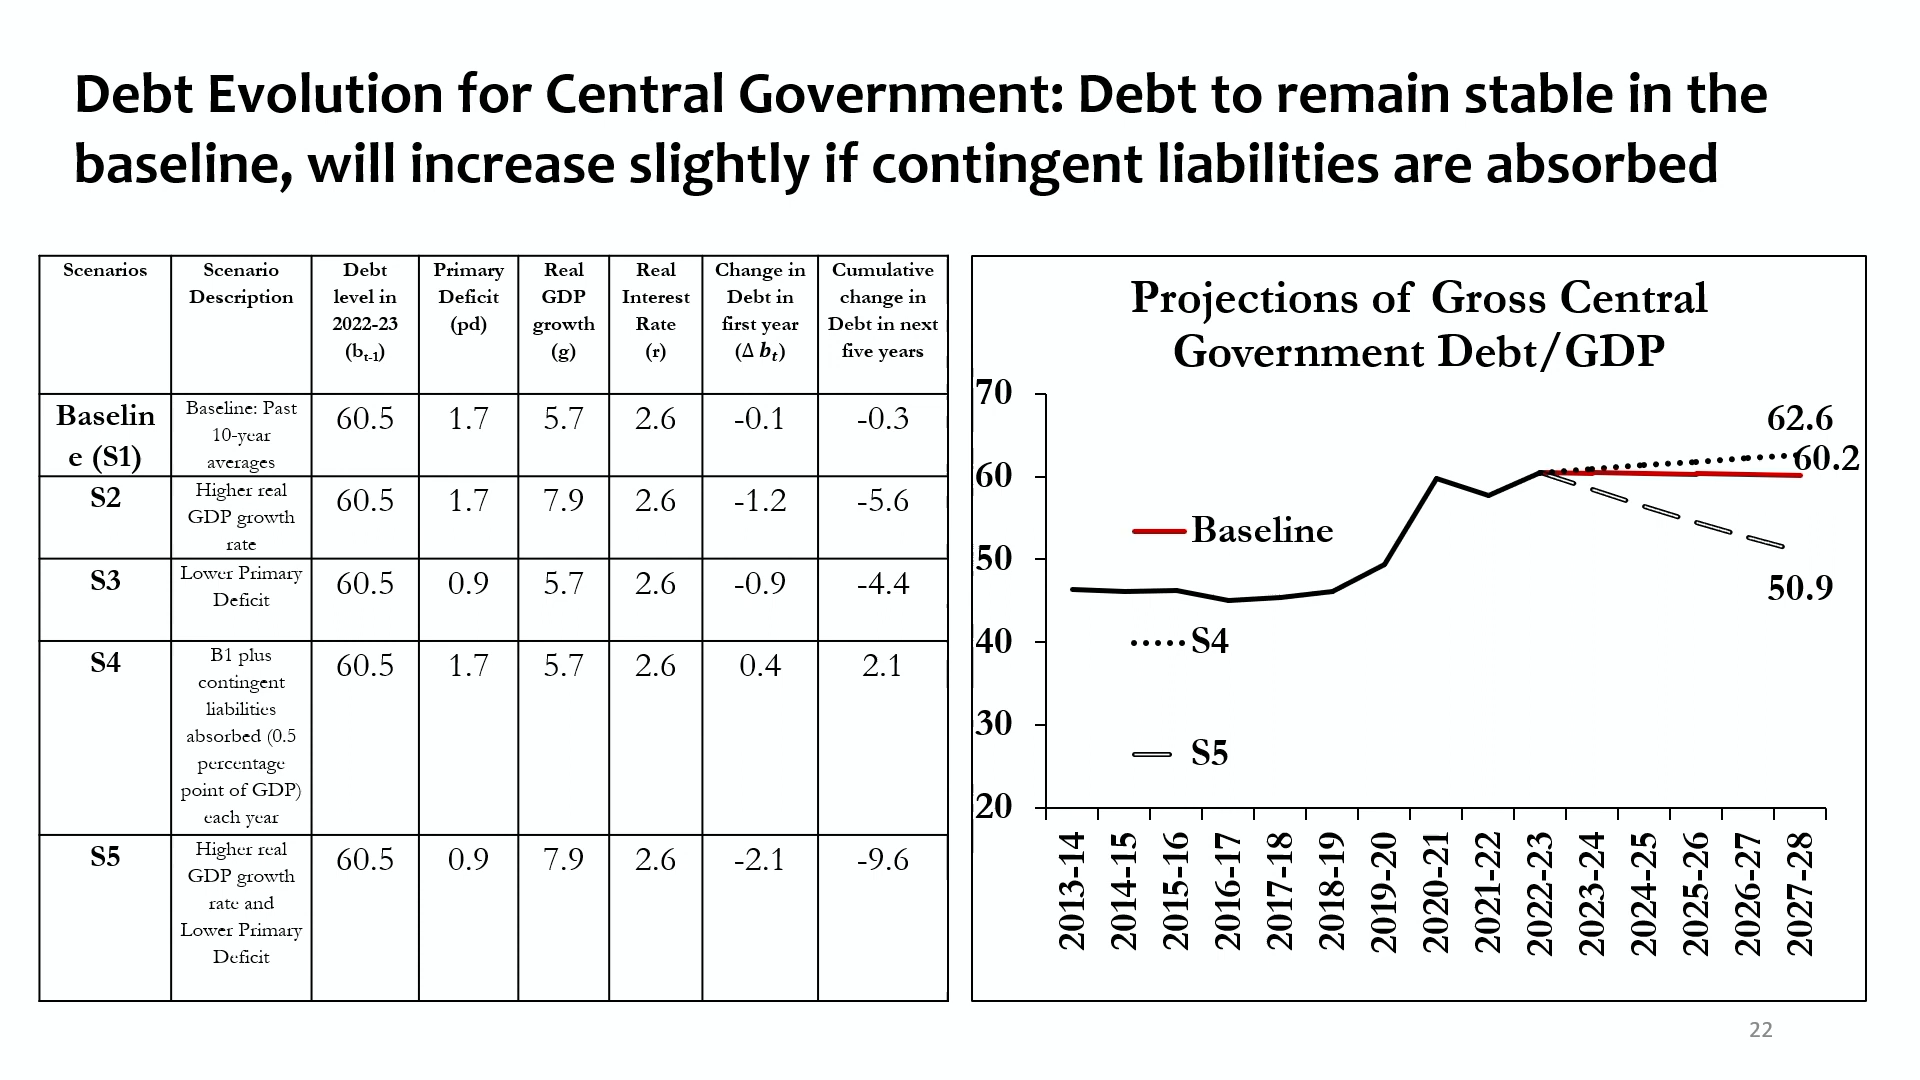 Debt Evolution for Central Government: Debt to remain stable in the
baseline, will increase slightly if contingent liabilities are absorbed
Scenarios
Scenario
Description
Debt
level in
2022-23
(bt-1)
Primary
Deficit
(pd)
Real
GDP
growth
(g)
Real
Interest
Rate
(r)
Change in
Debt in
first year
(Δ bt)
Cumulative
change in
Debt in next
five years
Baselin
e (S1)
Baseline: Past
10-year
averages
60.5
1.7
5.7
2.6
-0.1
-0.3
S2
Higher real
GDP growth
rate
60.5
1.7
7.9
2.6
-1.2
-5.6
S3
Lower Primary
Deficit
60.5
0.9
5.7
2.6
-0.9
-4.4
S4
B1 plus
contingent
liabilities
absorbed (0.5
percentage
point of GDP)
each year
60.5
1.7
5.7
2.6
0.4
2.1
S5
Higher real
GDP growth
rate and
Lower Primary
Deficit
60.5
0.9
7.9
2.6
-2.1
-9.6
Projections of Gross Central
Government Debt/GDP
70
60
50
40
30
20
62.6
60.2
50.9
Baseline
S4
S5
2013-14
2014-15
2015-16
2016-17
2017-18
2018-19
2019-20
2020-21
2021-22
2022-23
2023-24
2024-25
2025-26
2026-27
2027-28
22